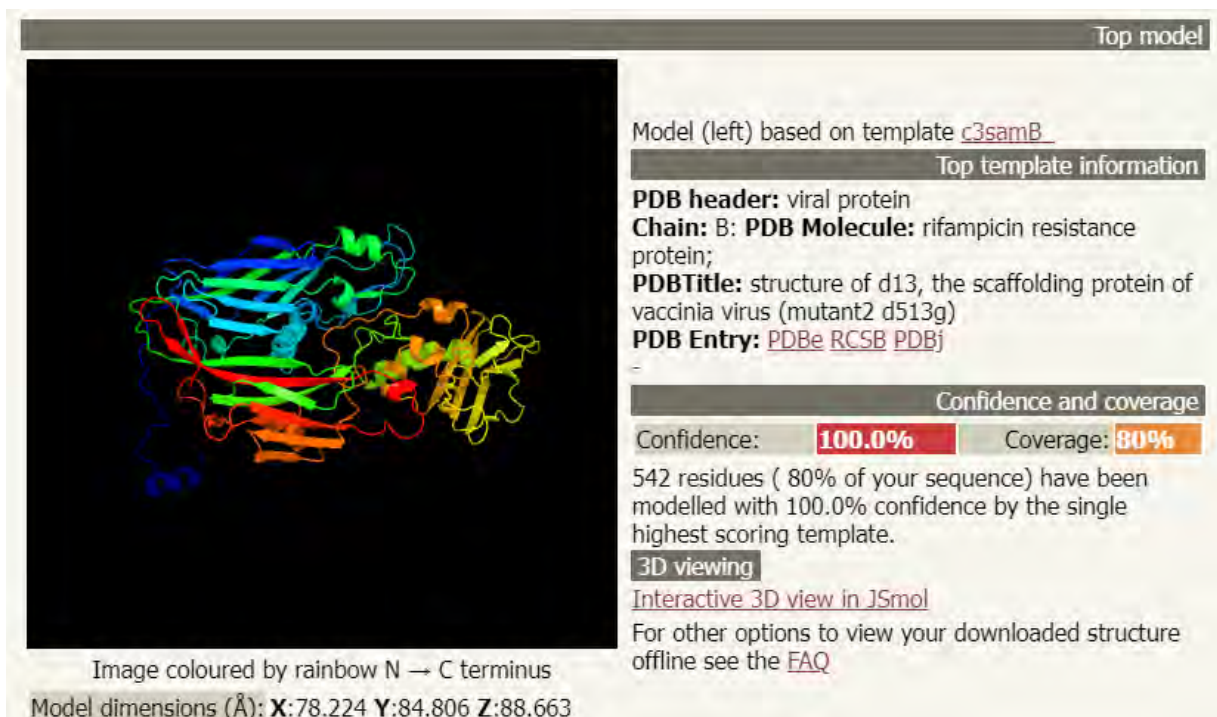 Top model
Model (left) based on template c3samB_
Top template information
PDB header: viral protein
Chain: B: PDB Molecule: rifampicin resistance
protein;
PDBTitle: structure of d13, the scaffolding protein of
vaccinia virus (mutant2 d513g)
PDB Entry: PDBe RCSB PDBj
-
Confidence and coverage
Confidence: 100.0% Coverage: 80%
542 residues ( 80% of your sequence) have been
modelled with 100.0% confidence by the single
highest scoring template.
3D viewing
Interactive 3D view in JSmol
For other options to view your downloaded structure
offline see the FAQ
Image coloured by rainbow N → C terminus
Model dimensions (Å): X:78.224 Y:84.806 Z:88.663